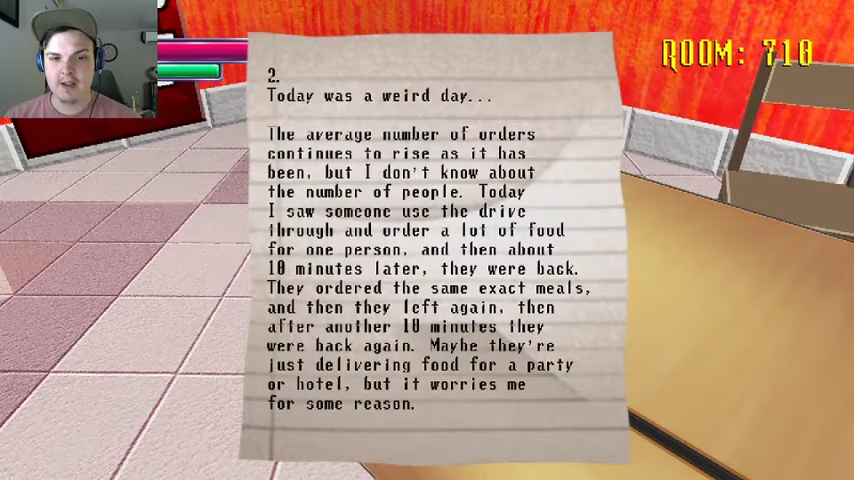 ROOM: 710
2.
Today was a weird day...
The average number of orders
continues to rise as it has
been, but I don't know about
the number of people. Today
I saw someone use the drive
through and order a lot of food
for one person, and then about
10 minutes later, they were back.
They ordered the same exact meals,
and then they left again, then
after another 10 minutes they
were back again. Maybe they're
just delivering food for a party
or hotel, but it worries me
for some reason.